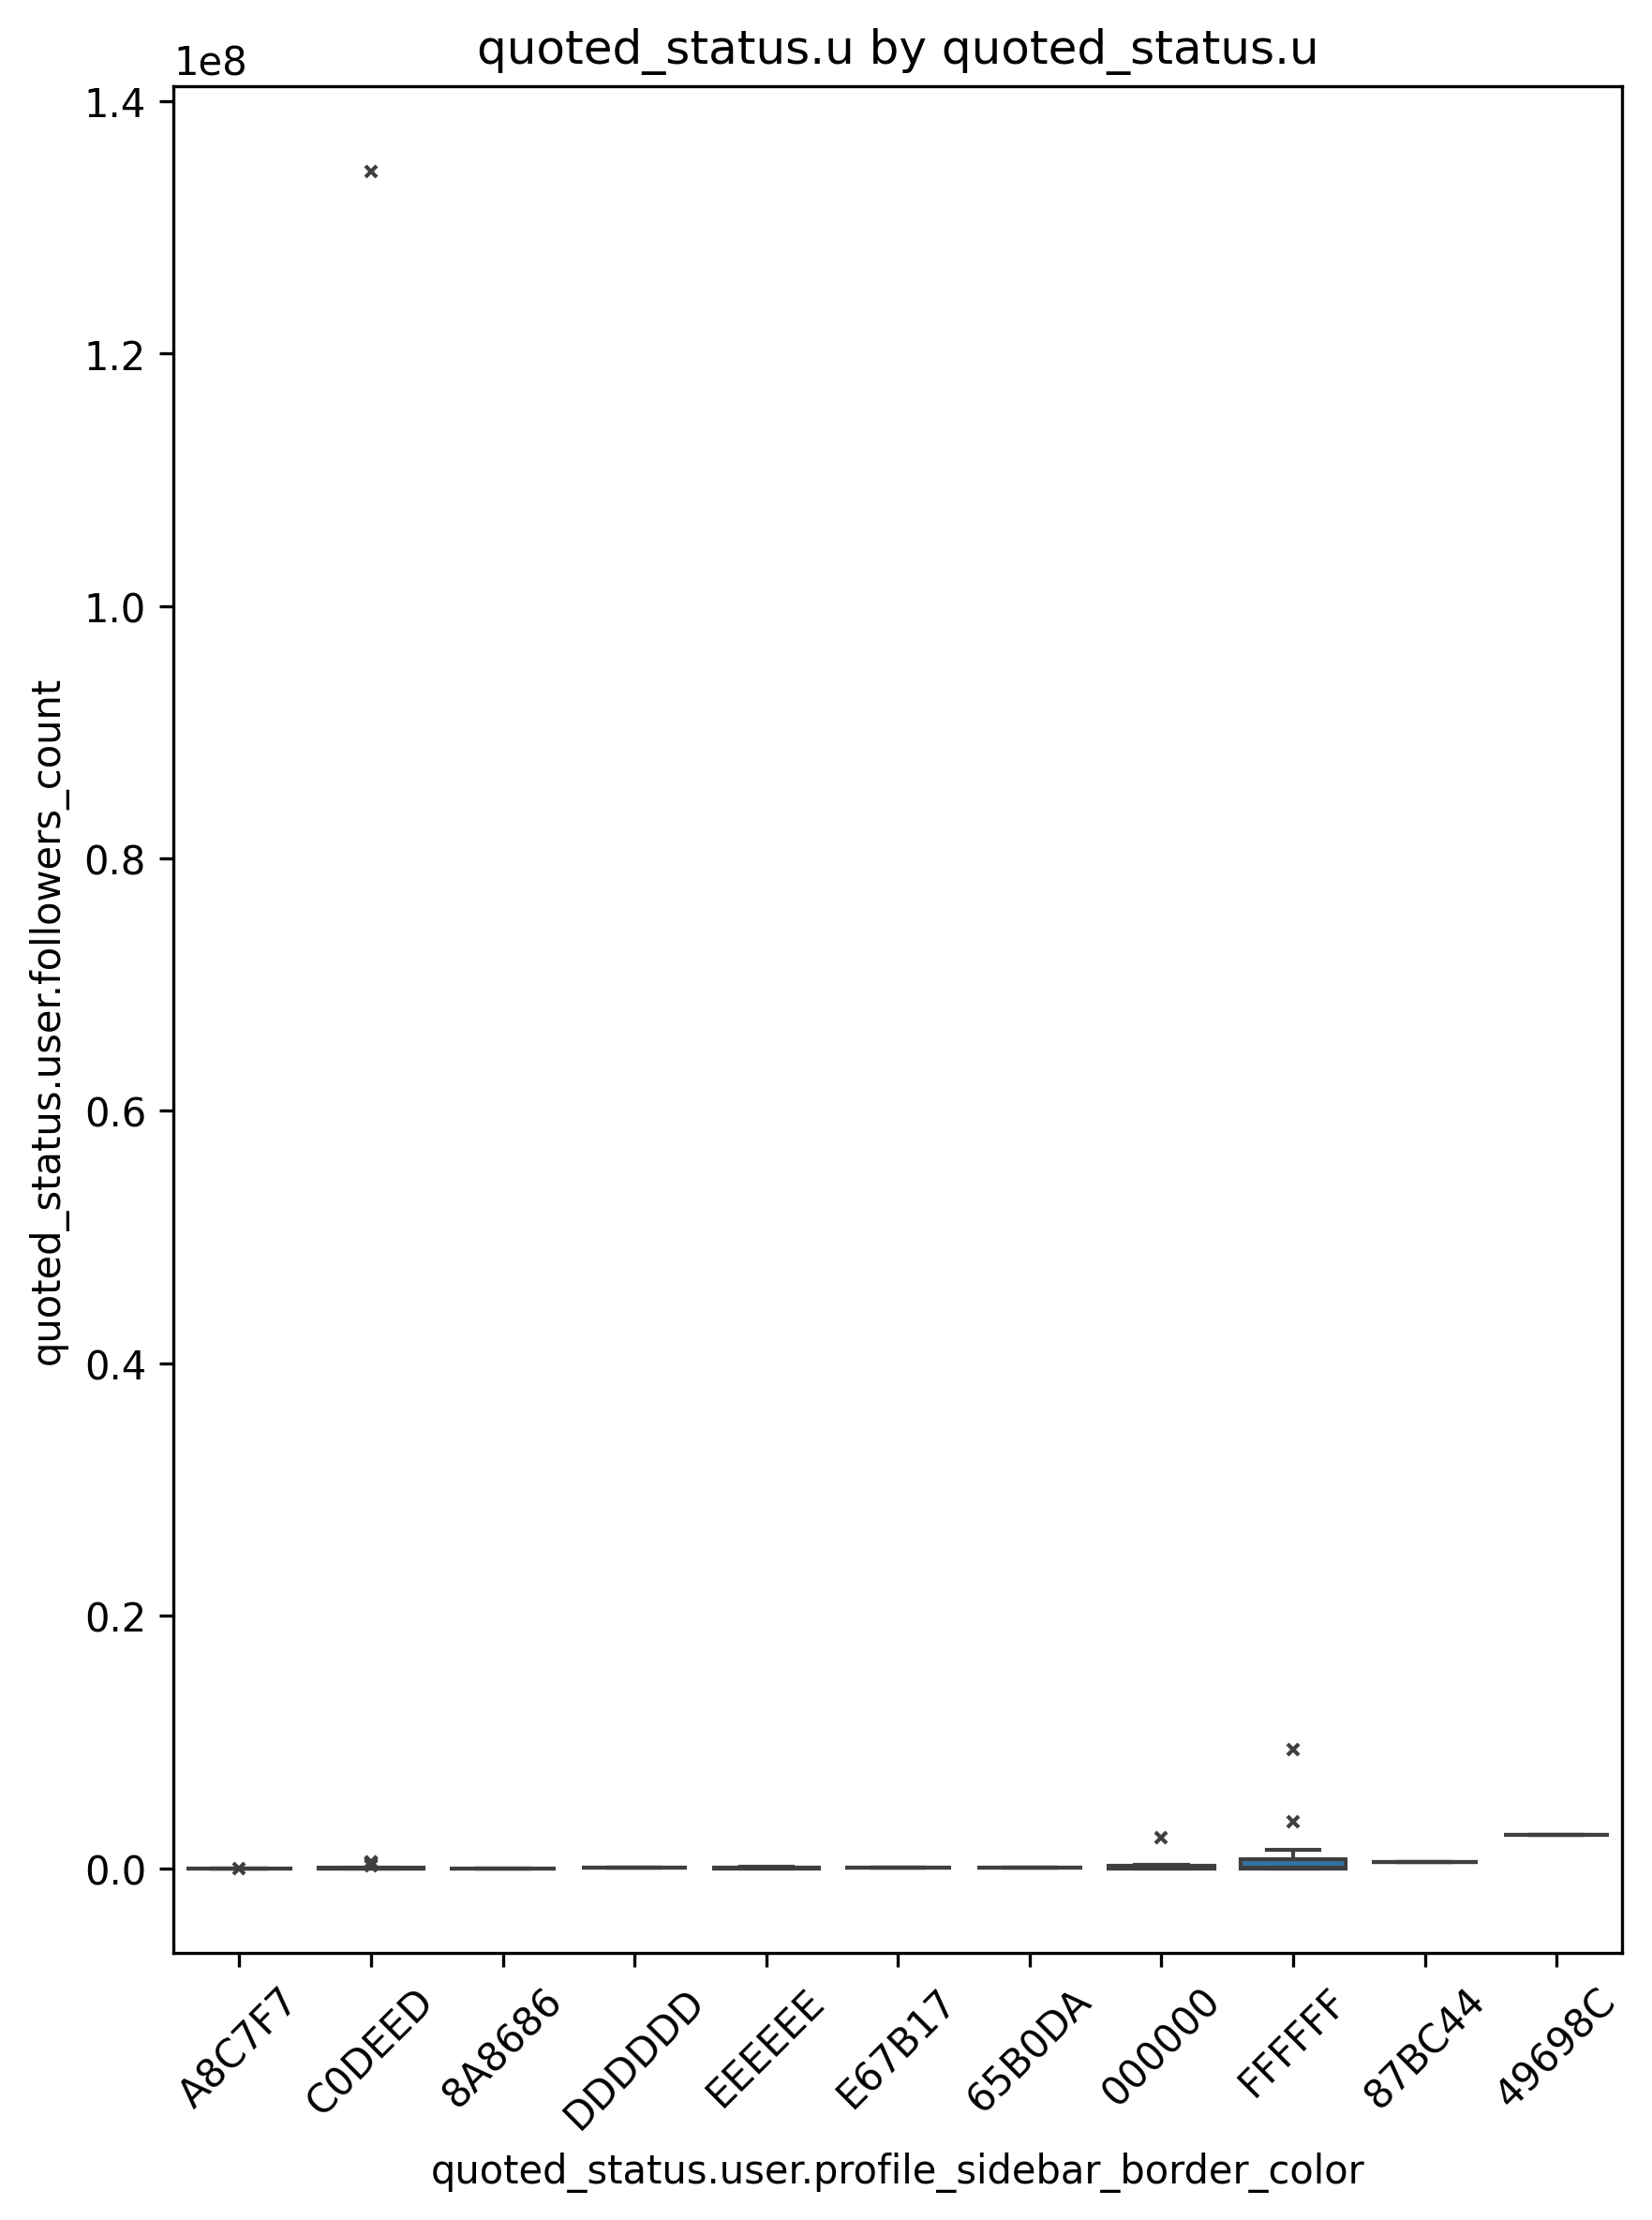 quoted_status.u by quoted_status.u
1e8
1.4
1.2
1.0
0.8
0.6
0.4
0.2
0.0
quoted_status.user.followers_count
A8C7F7
C0DEED
8A8686
DDDDDD
EEEEEE
E67B17
65B0DA
000000
FFFFFF
87BC44
49698C
quoted_status.user.profile_sidebar_border_color